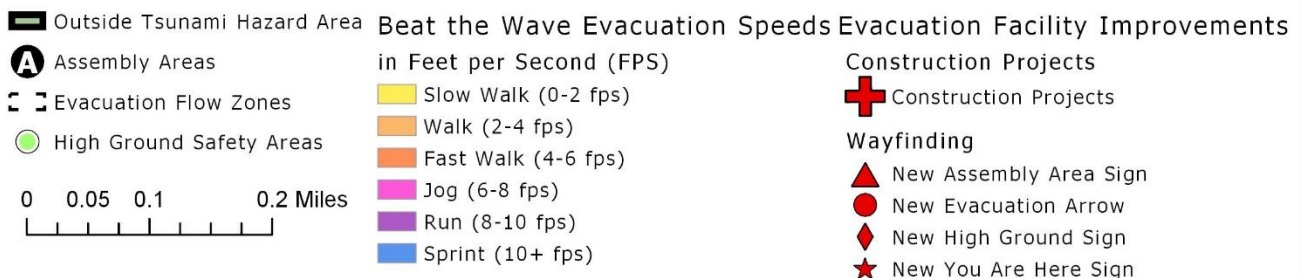 Outside Tsunami Hazard Area
A Assembly Areas
Evacuation Flow Zones
High Ground Safety Areas
0 0.05 0.1 0.2 Miles
Beat the Wave Evacuation Speeds
in Feet per Second (FPS)
Slow Walk (0-2 fps)
Walk (2-4 fps)
Fast Walk (4-6 fps)
Jog (6-8 fps)
Run (8-10 fps)
Sprint (10+ fps)
Evacuation Facility Improvements
Construction Projects
Construction Projects
Wayfinding
New Assembly Area Sign
New Evacuation Arrow
New High Ground Sign
New You Are Here Sign